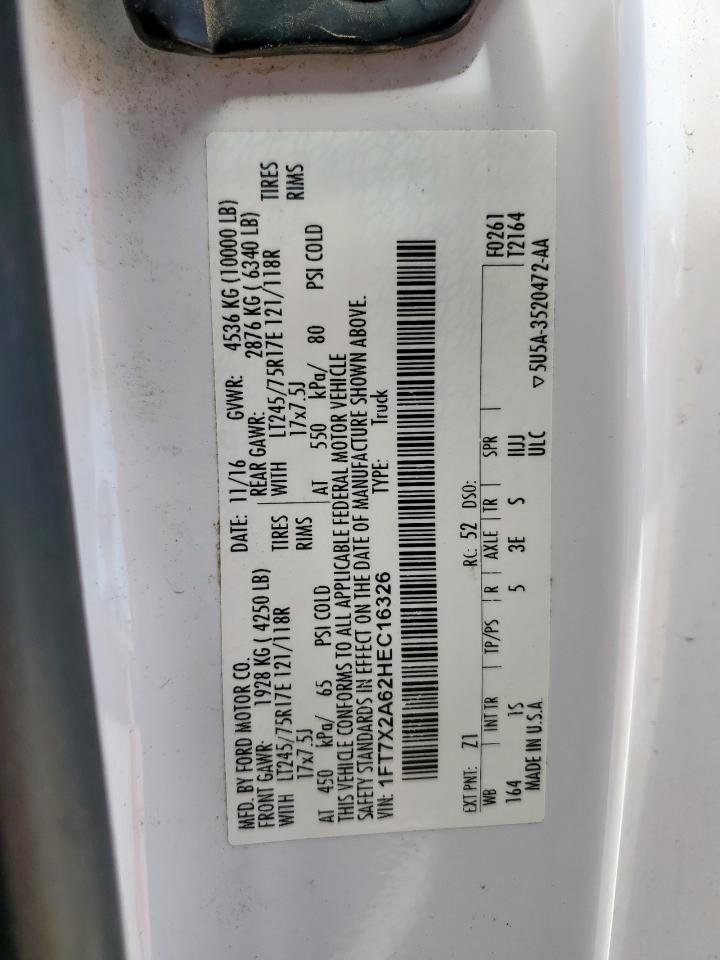 MFD. BY FORD MOTOR CO. DATE: 11/16 GVWR: 4536 KG (10000 LB)
FRONT GAWR: 1928 KG ( 4250 LB) REAR GAWR: 2876 KG ( 6340 LB)
WITH LT245/75R17E 121/118R TIRES WITH LT245/75R17E 121/118R TIRES
17x7.5J RIMS 17x7.5J RIMS
AT 450 kPa/ 65 PSI COLD AT 550 kPa/ 80 PSI COLD
THIS VEHICLE CONFORMS TO ALL APPLICABLE FEDERAL MOTOR VEHICLE
SAFETY STANDARDS IN EFFECT ON THE DATE OF MANUFACTURE SHOWN ABOVE.
VIN: 1FT7X2A62HEC16326 TYPE: Truck
EXT PNT: Z1 RC: 52 DSO:
WB INT TR TP/PS R AXLE TR SPR F0261
T2164
164 1S 5 3E S IIJJ
MADE IN U.S.A. ULC ▽5U5A-3520472-AA